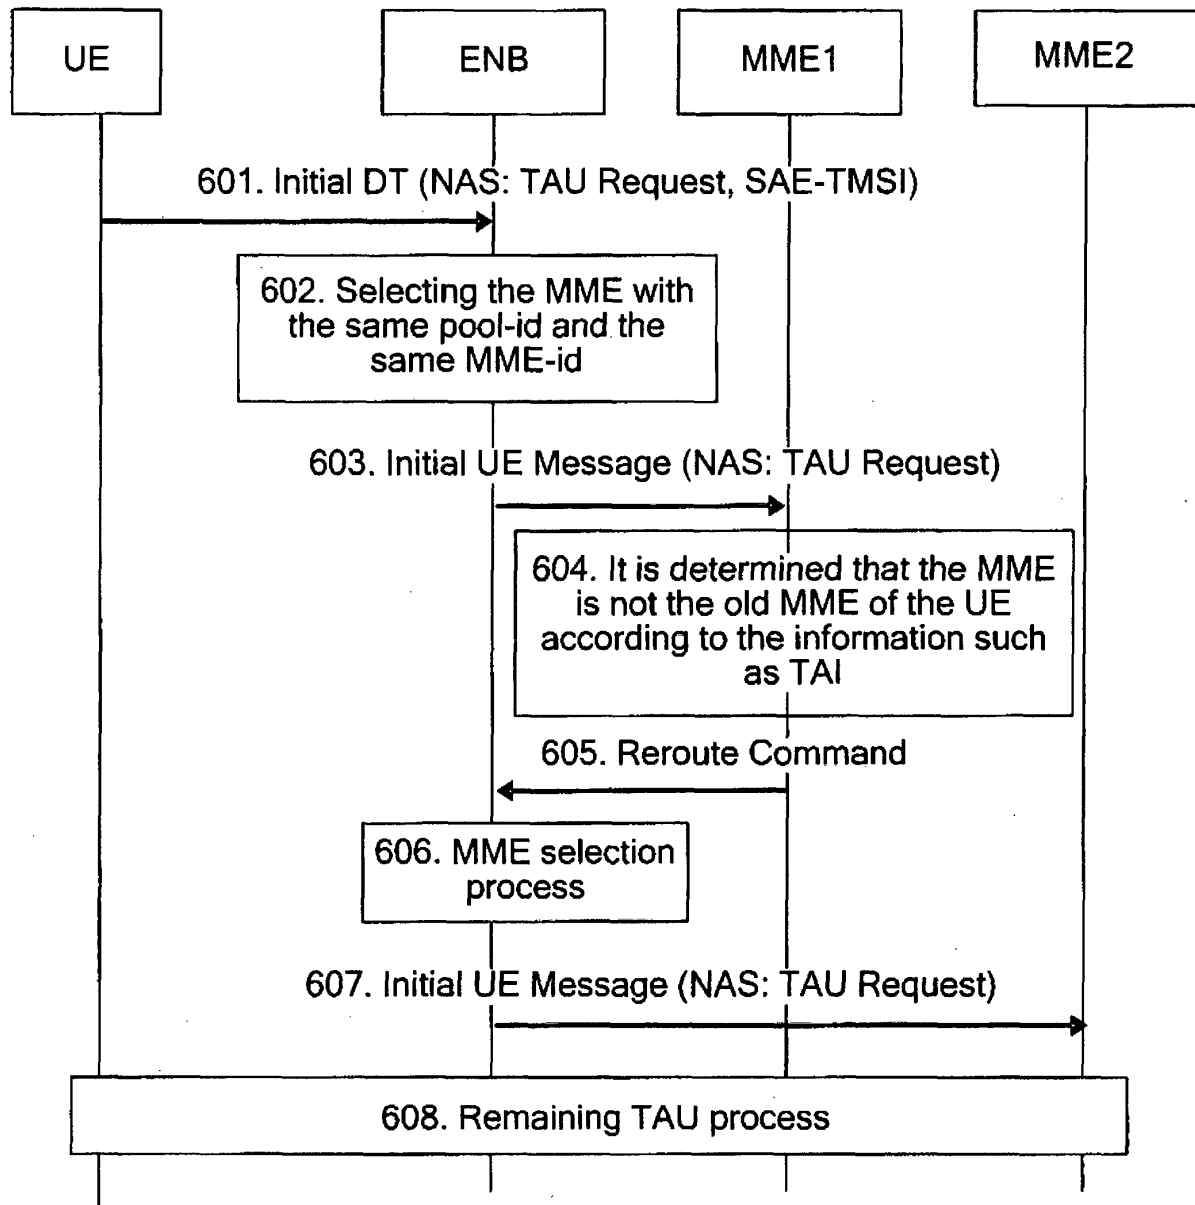 UE
ENB
MME1
MME2
601. Initial DT (NAS: TAU Request, SAE-TMSI)
602. Selecting the MME with
the same pool-id and the
same MME-id
603. Initial UE Message (NAS: TAU Request)
604. It is determined that the MME
is not the old MME of the UE
according to the information such
as TAI
605. Reroute Command
606. MME selection
process
607. Initial UE Message (NAS: TAU Request)
608. Remaining TAU process